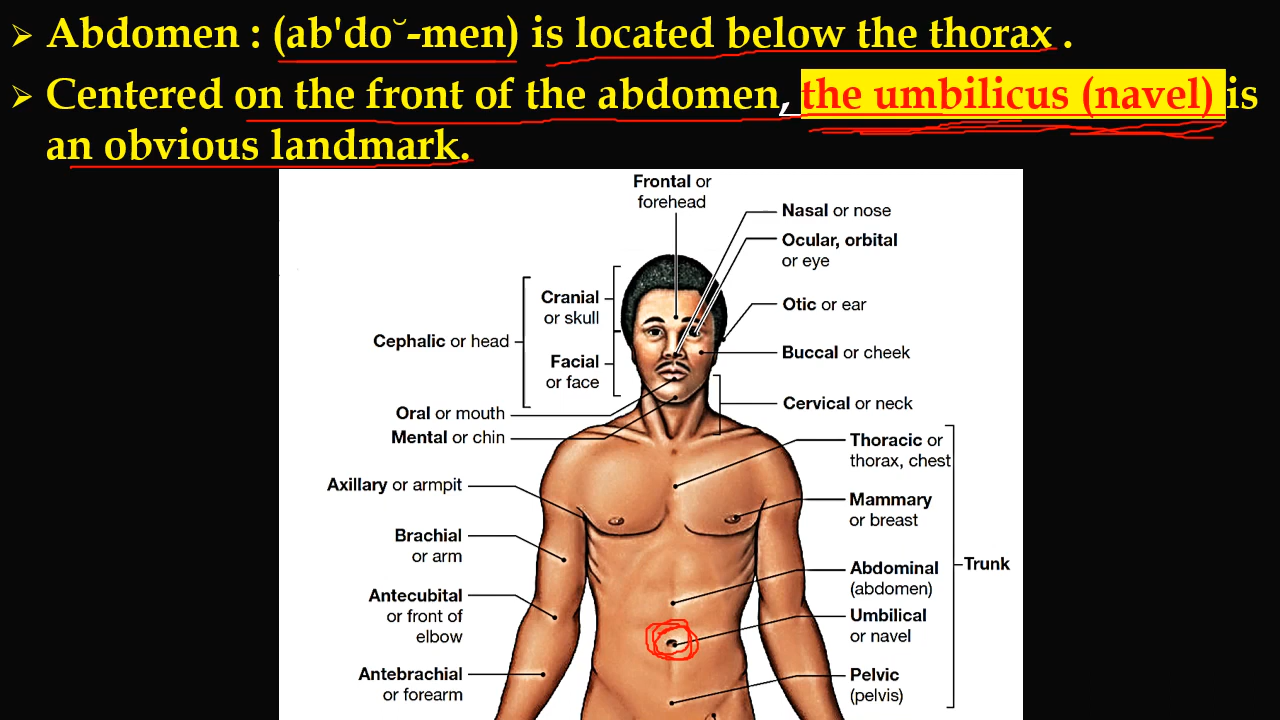 ➢ Abdomen : (ab'do˘-men) is located below the thorax .
➢ Centered on the front of the abdomen, the umbilicus (navel) is
an obvious landmark.
Frontal or
forehead
Nasal or nose
Ocular, orbital
or eye
Cranial
or skull
Otic or ear
Cephalic or head
Buccal or cheek
Facial
or face
Cervical or neck
Oral or mouth
Mental or chin
Thoracic or
thorax, chest
Axillary or armpit
Mammary
or breast
Brachial
or arm
Trunk
Abdominal
(abdomen)
Antecubital
or front of
elbow
Umbilical
or navel
Antebrachial
or forearm
Pelvic
(pelvis)